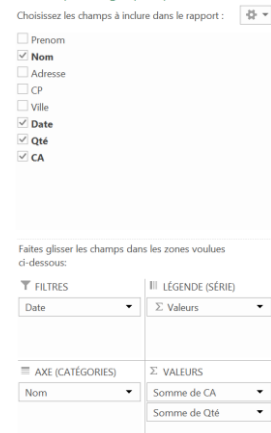 Choisissez les champs à inclure dans le rapport :
Prenom
Nom
Adresse
CP
Ville
Date
Qté
CA
Faites glisser les champs dans les zones voulues
ci-dessous:
FILTRES
LÉGENDE (SÉRIE)
Date
Σ Valeurs
AXE (CATÉGORIES)
Σ VALEURS
Nom
Somme de CA
Somme de Qté